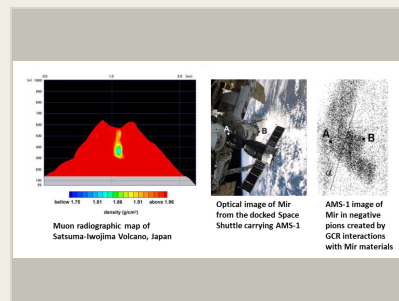 0.0
1.0
2.0
(m)
(km)
1000
900
800
700
600
500
400
300
200
100
bellow 1.75 1.81 1.86 1.91 above 1.96
density (g/cm³)
Muon radiographic map of
Satsuma-Iwojima Volcano, Japan
A
B
Optical image of Mir
from the docked Space
Shuttle carrying AMS-1
A
B
AMS-1 image of
Mir in negative
pions created by
GCR interactions
with Mir materials